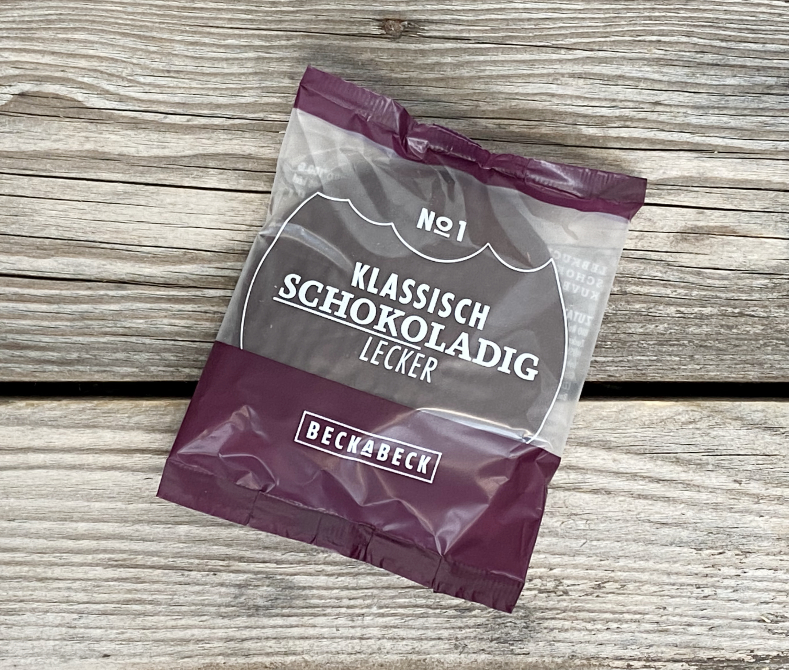 No1
KLASSISCH
SCHOKOLADIG
LECKER
BECKABECK